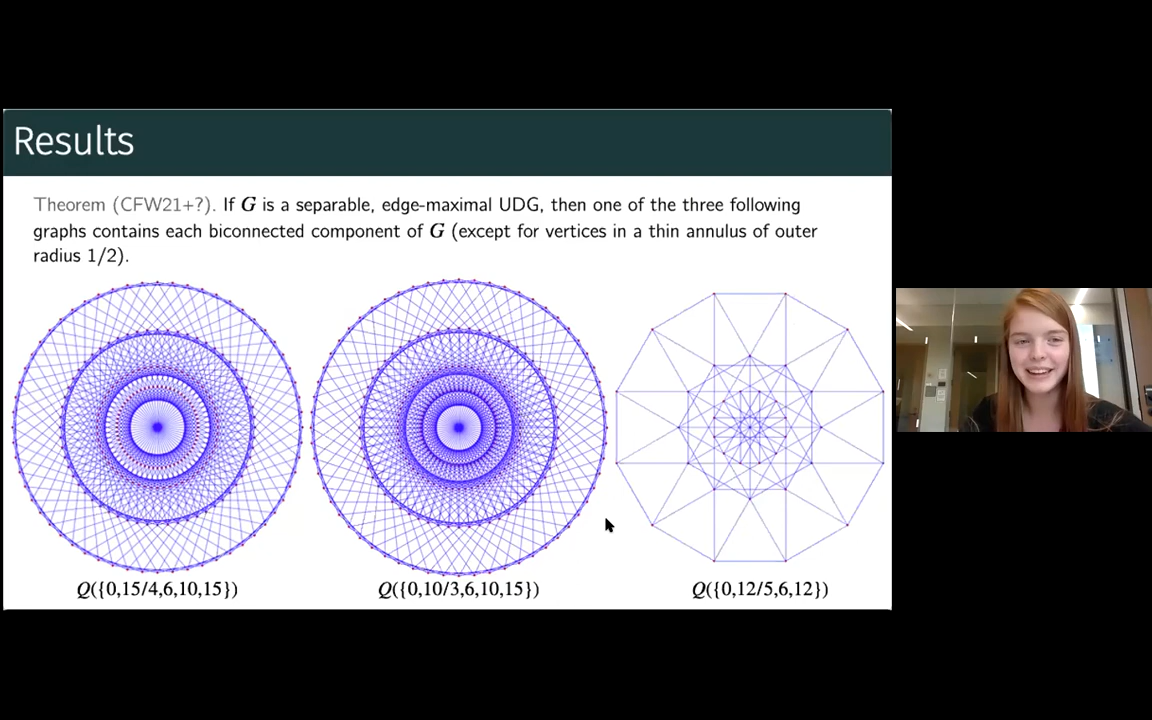 Results
Theorem (CFW21+?). If G is a separable, edge-maximal UDG, then one of the three following
graphs contains each biconnected component of G (except for vertices in a thin annulus of outer
radius 1/2).
Q({0,15/4,6,10,15})
Q({0,10/3,6,10,15})
Q({0,12/5,6,12})